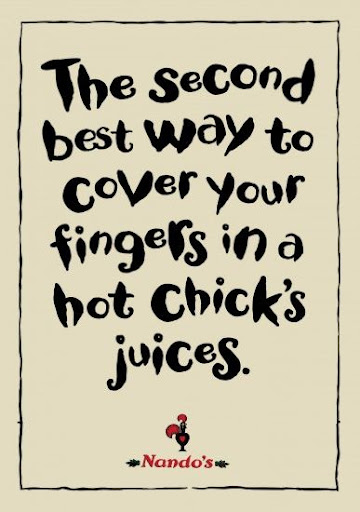 The second
best way to
cover your
fingers in a
hot chick's
juices.
Nando's